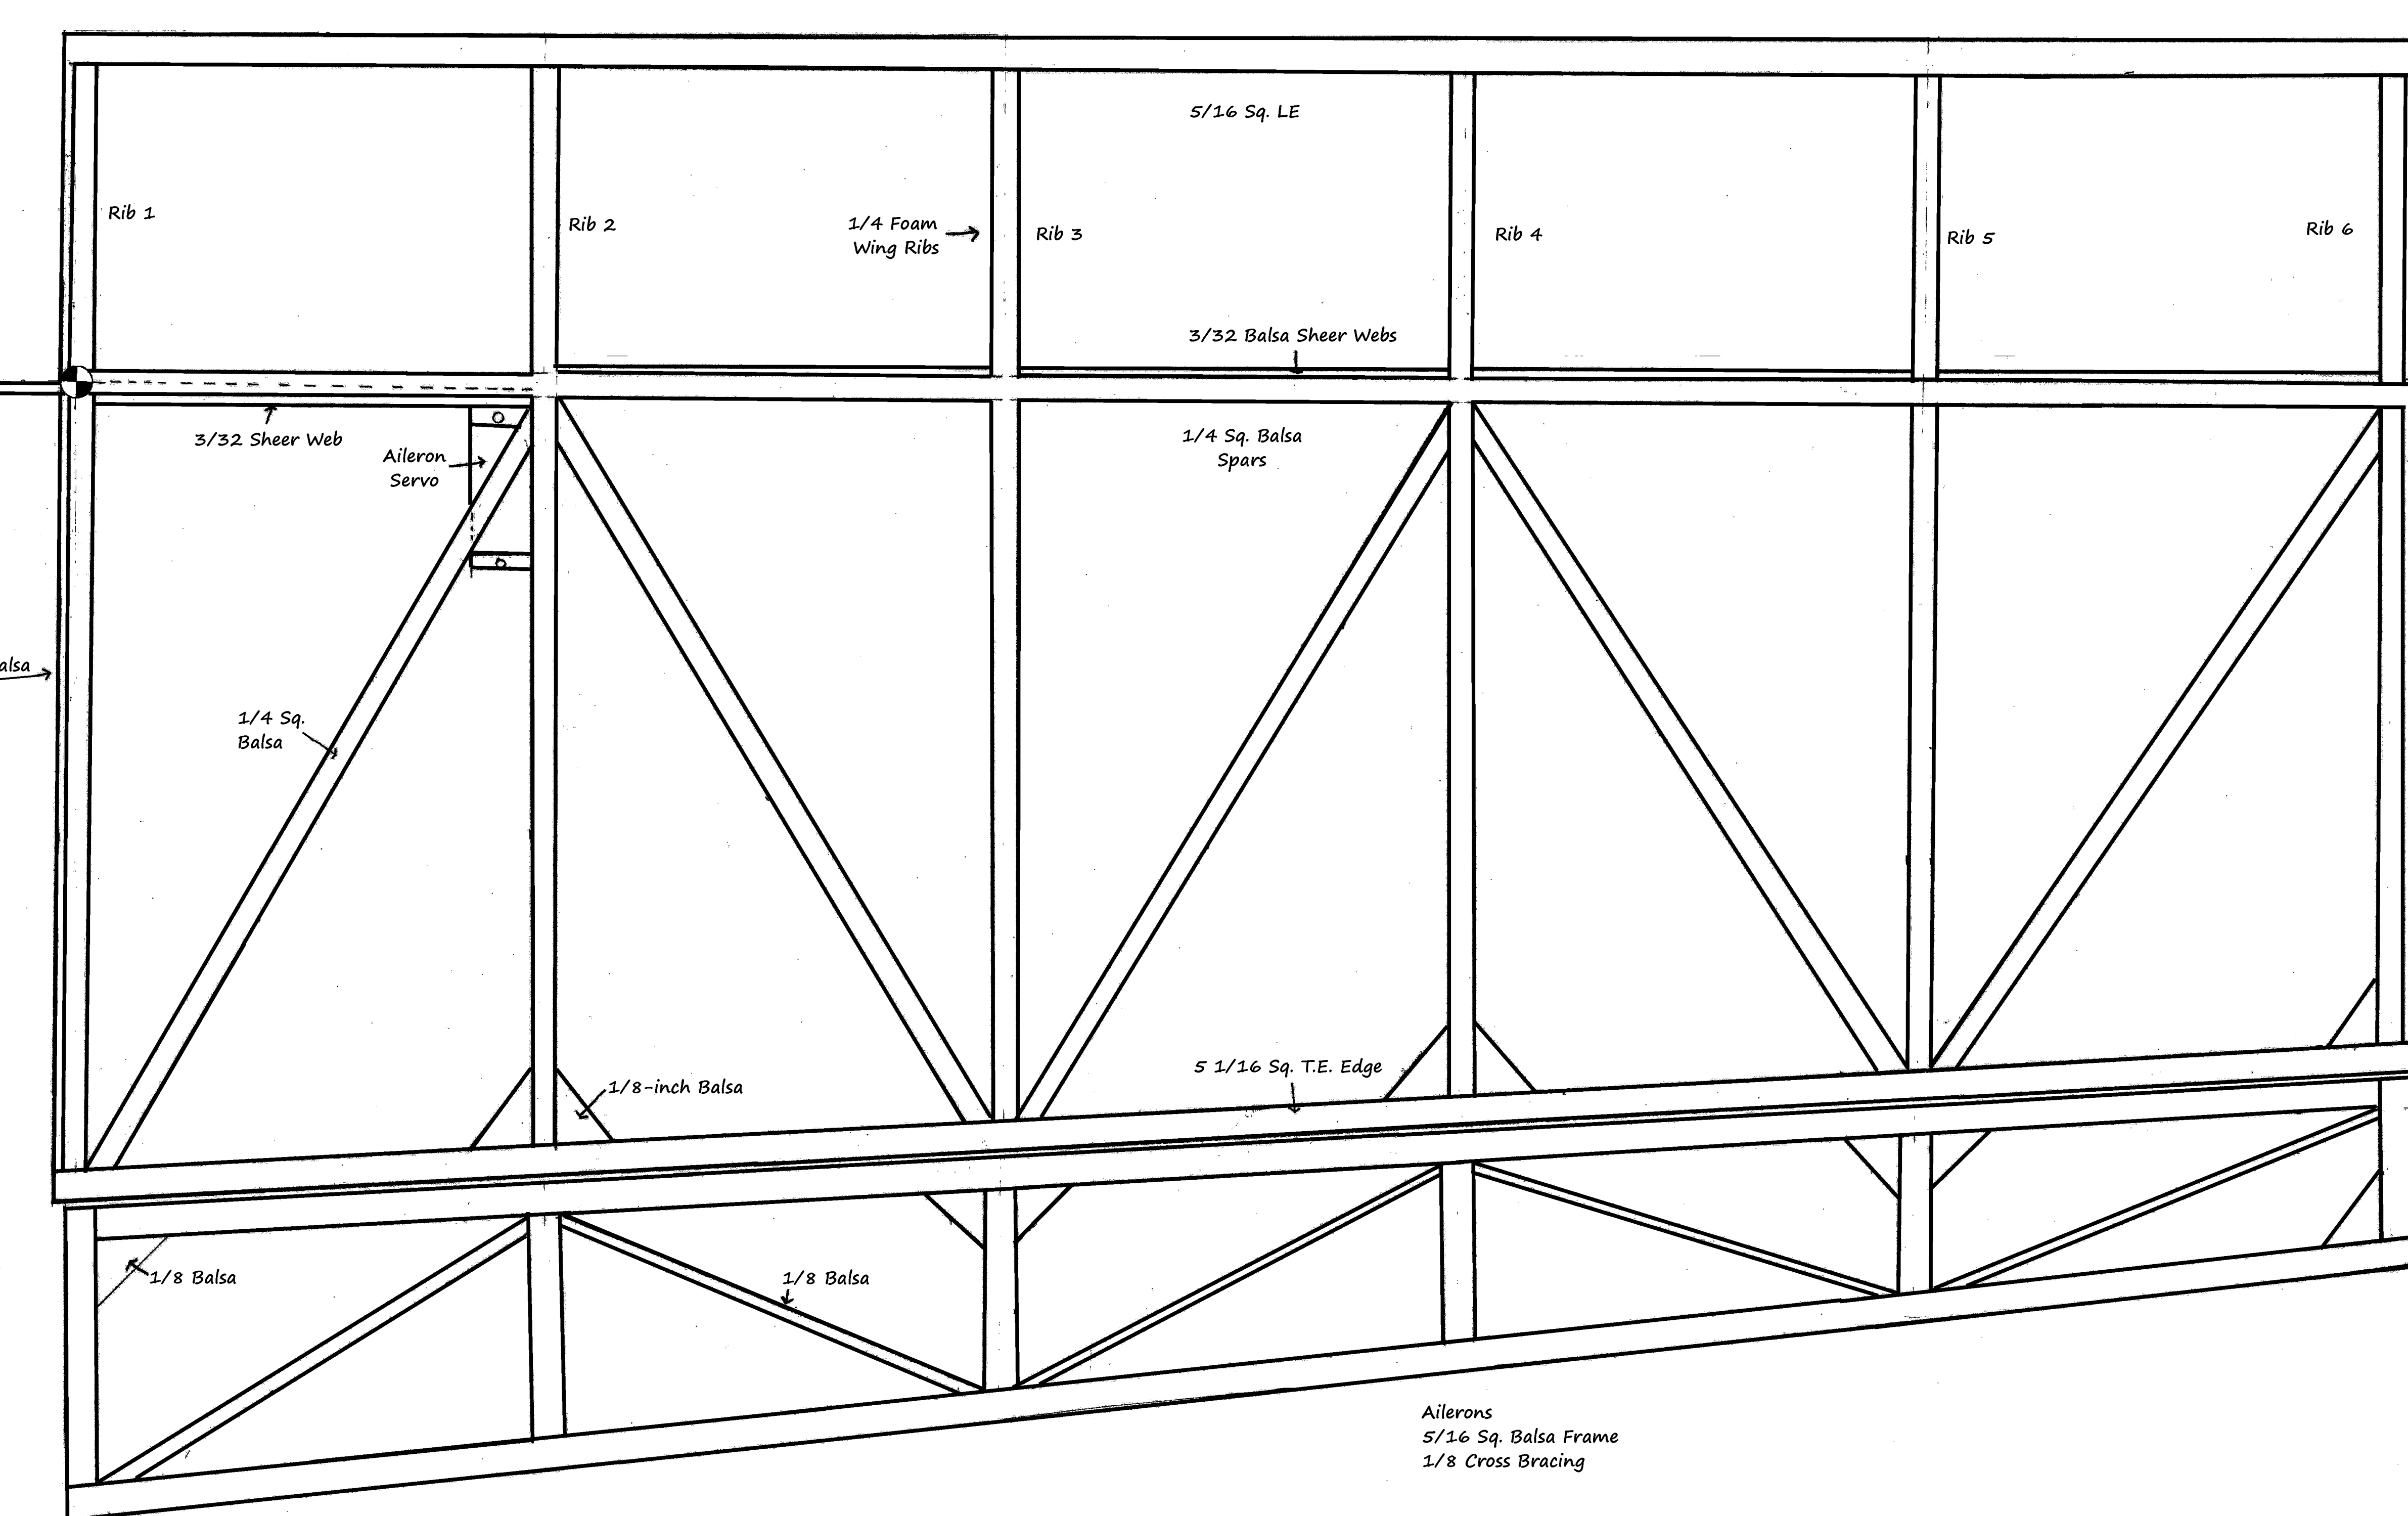 5/16 Sq. LE
Rib 1
Rib 2
1/4 Foam
Wing Ribs
Rib 3
Rib 4
Rib 5
Rib 6
3/32 Balsa Sheer Webs
3/32 Sheer Web
Aileron
Servo
1/4 Sq. Balsa
Spars
alsa
1/4 Sq.
Balsa
5 1/16 Sq. T.E. Edge
1/8-inch Balsa
1/8 Balsa
1/8 Balsa
Ailerons
5/16 Sq. Balsa Frame
1/8 Cross Bracing